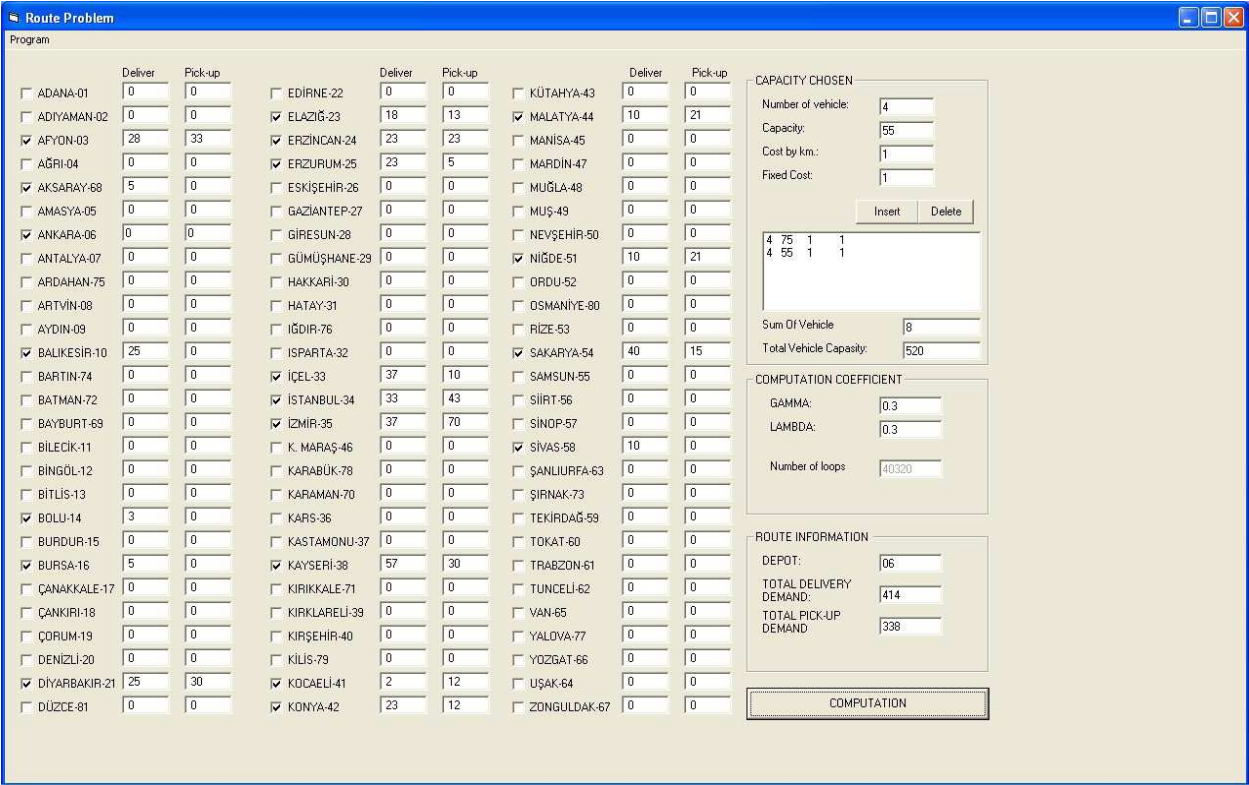 Route Problem
Program
Deliver Pick-up Deliver Pick-up Deliver Pick-up
ADANA-01 0 0 EDİRNE-22 0 0 KÜTAHYA-43 0 0
ADIYAMAN-02 0 0 ELAZIĞ-23 18 13 MALATYA-44 10 21
AFYON-03 28 33 ERZİNCAN-24 23 23 MANİSA-45 0 0
AĞRI-04 0 0 ERZURUM-25 23 5 MARDİN-47 0 0
AKSARAY-68 5 0 ESKİŞEHİR-26 0 0 MUĞLA-48 0 0
AMASYA-05 0 0 GAZİANTEP-27 0 0 MUŞ-49 0 0
ANKARA-06 0 0 GİRESUN-28 0 0 NEVŞEHİR-50 0 0
ANTALYA-07 0 0 GÜMÜŞHANE-29 0 0 NİĞDE-51 10 21
ARDAHAN-75 0 0 HAKKARİ-30 0 0 ORDU-52 0 0
ARTVİN-08 0 0 HATAY-31 0 0 OSMANİYE-80 0 0
AYDIN-09 0 0 IĞDIR-76 0 0 RİZE-53 0 0
BALIKESİR-10 25 0 ISPARTA-32 0 0 SAKARYA-54 40 15
BARTIN-74 0 0 İÇEL-33 37 10 SAMSUN-55 0 0
BATMAN-72 0 0 İSTANBUL-34 33 43 SİİRT-56 0 0
BAYBURT-69 0 0 İZMİR-35 37 70 SİNOP-57 0 0
BİLECİK-11 0 0 K. MARAŞ-46 0 0 SİVAS-58 10 0
BİNGÖL-12 0 0 KARABÜK-78 0 0 ŞANLIURFA-63 0 0
BİTLİS-13 0 0 KARAMAN-70 0 0 ŞIRNAK-73 0 0
BOLU-14 3 0 KARS-36 0 0 TEKİRDAĞ-59 0 0
BURDUR-15 0 0 KASTAMONU-37 0 0 TOKAT-60 0 0
BURSA-16 5 0 KAYSERİ-38 57 30 TRABZON-61 0 0
ÇANAKKALE-17 0 0 KIRIKKALE-71 0 0 TUNCELİ-62 0 0
ÇANKIRI-18 0 0 KIRKLARELİ-39 0 0 VAN-65 0 0
ÇORUM-19 0 0 KIRŞEHİR-40 0 0 YALOVA-77 0 0
DENİZLİ-20 0 0 KİLİS-79 0 0 YOZGAT-66 0 0
DİYARBAKIR-21 25 30 KOCAELİ-41 2 12 UŞAK-64 0 0
DÜZCE-81 0 0 KONYA-42 23 12 ZONGULDAK-67 0 0
CAPACITY CHOSEN
Number of vehicle: 4
Capacity: 55
Cost by km.: 1
Fixed Cost: 1
Insert Delete
4 75 1 1
4 55 1 1
Sum Of Vehicle 8
Total Vehicle Capasity: 520
COMPUTATION COEFFICIENT
GAMMA: 0.3
LAMBDA: 0.3
Number of loops 40320
ROUTE INFORMATION
DEPOT: 06
TOTAL DELIVERY
DEMAND: 414
TOTAL PICK-UP
DEMAND 338
COMPUTATION